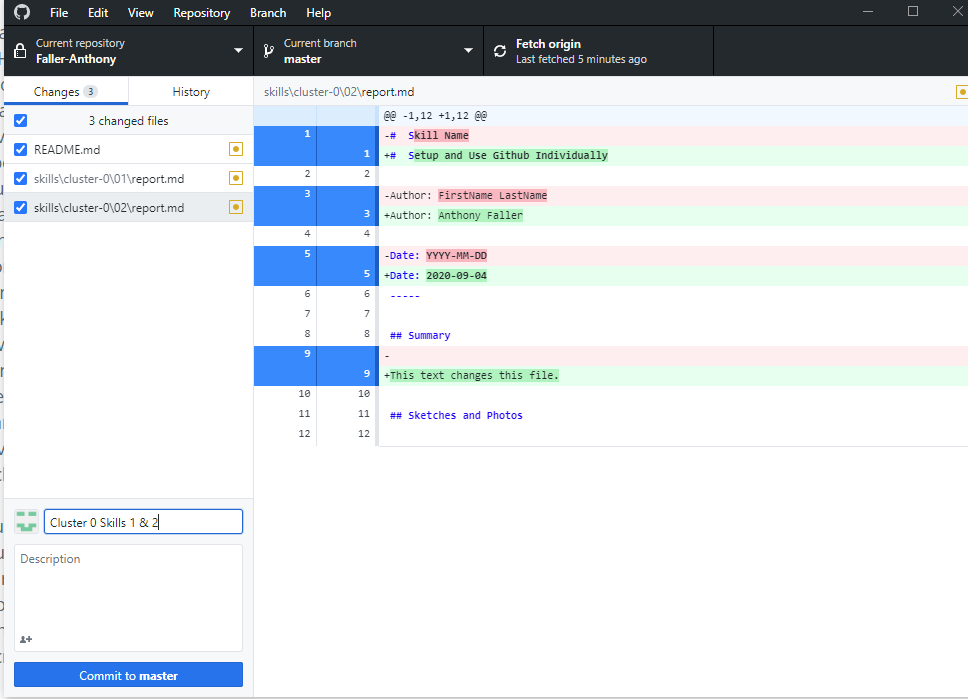 File Edit View Repository Branch Help
Current repository
Faller-Anthony
Current branch
master
Fetch origin
Last fetched 5 minutes ago
Changes 3
History
skills\cluster-0\02\report.md
3 changed files
README.md
skills\cluster-0\01\report.md
skills\cluster-0\02\report.md
@@ -1,12 +1,12 @@
1 -# Skill Name
1 +# Setup and Use Github Individually
2 2
3 -Author: FirstName LastName
3 +Author: Anthony Faller
4 4
5 -Date: YYYY-MM-DD
5 +Date: 2020-09-04
6 6 -----
7 7
8 8 ## Summary
9 -
9 +This text changes this file.
10 10
11 11 ## Sketches and Photos
12 12
Cluster 0 Skills 1 & 2
Description
Commit to master